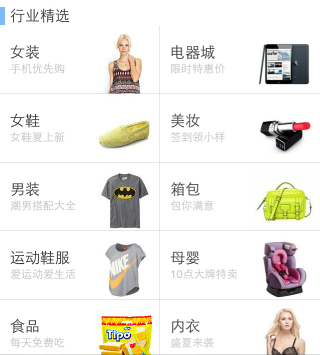 行业精选
女装
手机优先购
电器城
限时特惠价
女鞋
女鞋夏上新
美妆
签到领小样
男装
潮男搭配大全
箱包
包你满意
运动鞋服
爱运动爱生活
NIKE
母婴
10点大牌特卖
食品
每天免费吃
Tipo
内衣
盛夏来袭